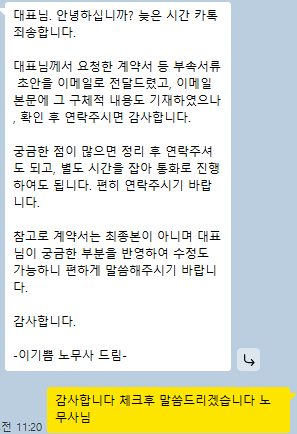 대표님. 안녕하십니까? 늦은 시간 카톡
죄송합니다.
대표님께서 요청한 계약서 등 부속서류
초안을 이메일로 전달드렸고, 이메일
본문에 그 구체적 내용도 기재하였으나
, 확인 후 연락주시면 감사합니다.
궁금한 점이 많으면 정리 후 연락주셔
도 되고, 별도 시간을 잡아 통화로 진행
하여도 됩니다. 편히 연락주시기 바랍
니다.
참고로 계약서는 최종본이 아니며 대표
님이 궁금한 부분을 반영하여 수정도
가능하니 편하게 말씀해주시기 바랍니
다.
감사합니다.
-이기쁨 노무사 드림-
감사합니다 체크후 말씀드리겠습니다 노
무사님
전 11:20